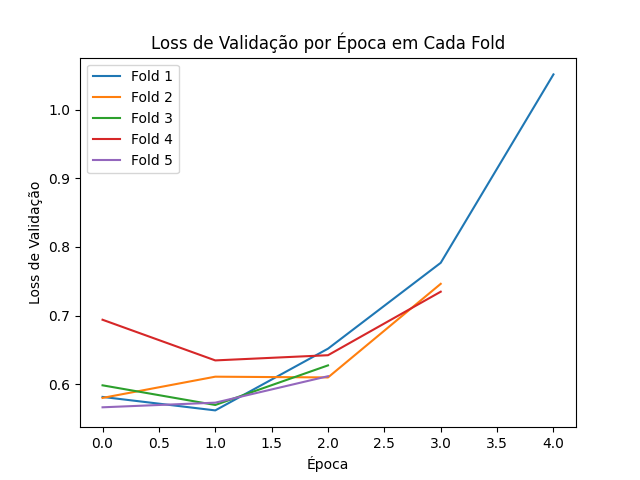 Loss de Validação por Época em Cada Fold
Fold 1
Fold 2
Fold 3
Fold 4
Fold 5
Loss de Validação
1.0
0.9
0.8
0.7
0.6
0.0 0.5 1.0 1.5 2.0 2.5 3.0 3.5 4.0
Época